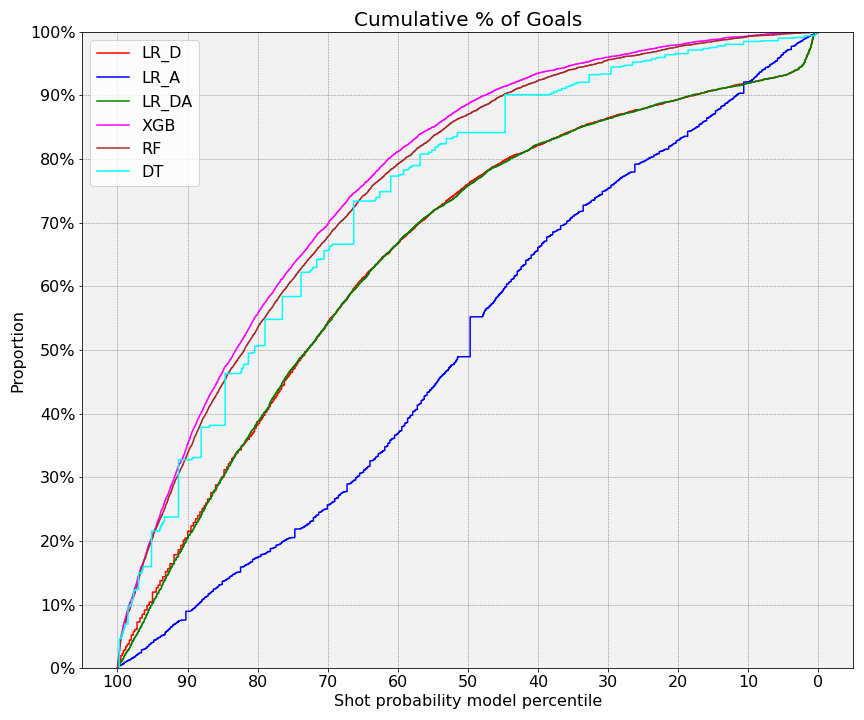 Cumulative % of Goals
LR_D
LR_A
LR_DA
XGB
RF
DT
100%
90%
80%
70%
60%
50%
40%
30%
20%
10%
0%
Proportion
100 90 80 70 60 50 40 30 20 10 0
Shot probability model percentile